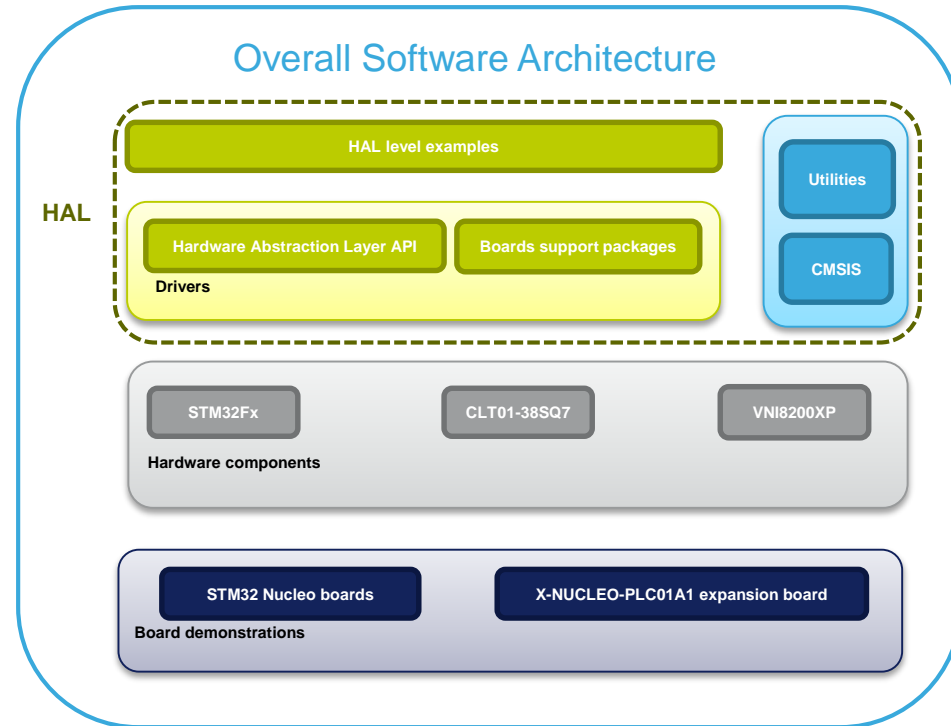 Overall Software Architecture
HAL level examples
Utilities
HAL
Hardware Abstraction Layer API
Boards support packages
CMSIS
Drivers
STM32Fx
CLT01-38SQ7
VNI8200XP
Hardware components
STM32 Nucleo boards
X-NUCLEO-PLC01A1 expansion board
Board demonstrations